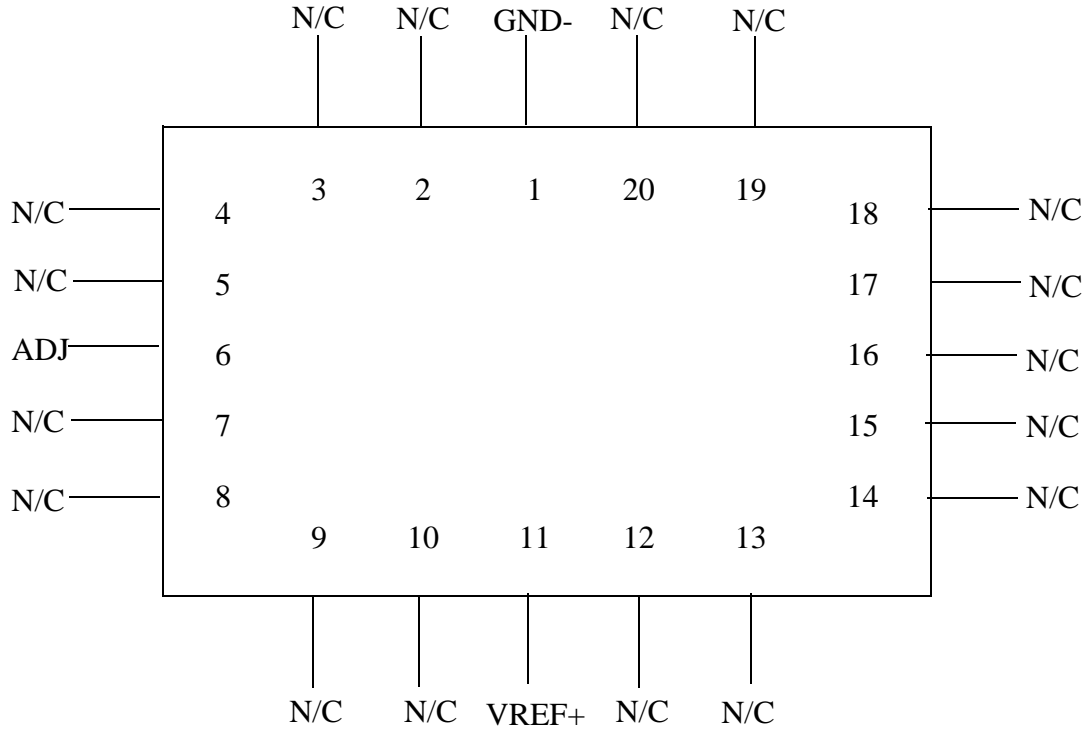 N/C N/C GND- N/C N/C
3 2 1 20 19
N/C 4 18 N/C
N/C 5 17 N/C
ADJ 6 16 N/C
N/C 7 15 N/C
N/C 8 14 N/C
9 10 11 12 13
N/C N/C VREF+ N/C N/C